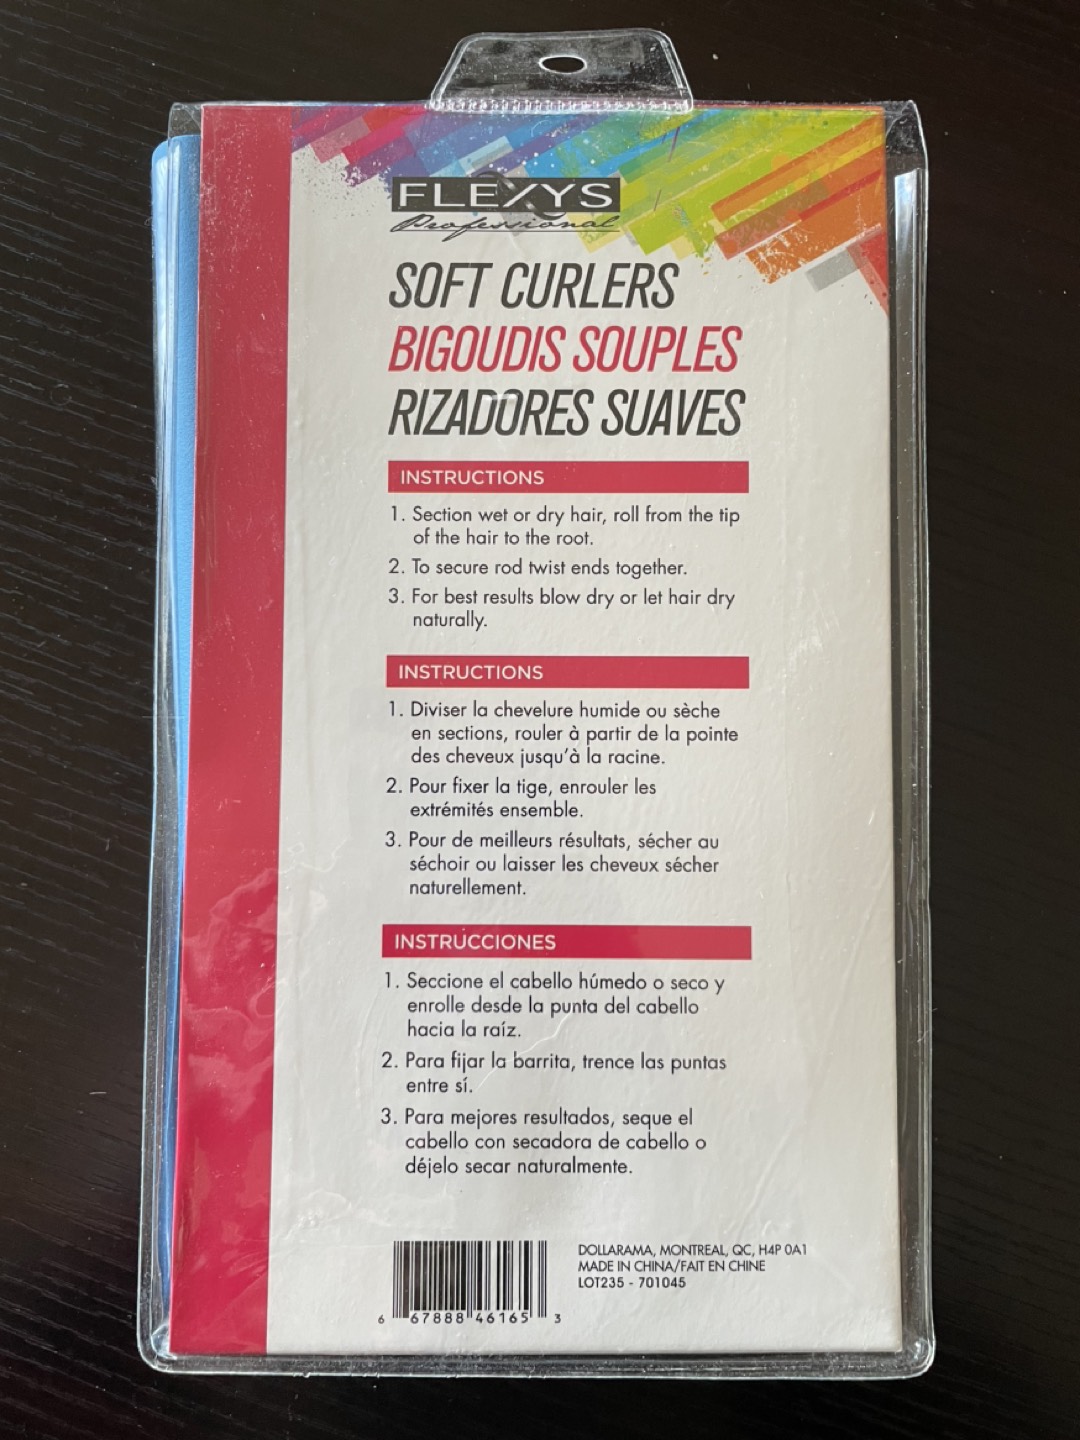 FLEXYS
Professional
SOFT CURLERS
BIGOUDIS SOUPLES
RIZADORES SUAVES
INSTRUCTIONS
1. Section wet or dry hair, roll from the tip
of the hair to the root.
2. To secure rod twist ends together.
3. For best results blow dry or let hair dry
naturally.
INSTRUCTIONS
1. Diviser la chevelure humide ou sèche
en sections, rouler à partir de la pointe
des cheveux jusqu'à la racine.
2. Pour fixer la tige, enrouler les
extrémités ensemble.
3. Pour de meilleurs résultats, sécher au
séchoir ou laisser les cheveux sécher
naturellement.
INSTRUCCIONES
1. Seccione el cabello húmedo o seco y
enrolle desde la punta del cabello
hacia la raíz.
2. Para fijar la barrita, trence las puntas
entre sí.
3. Para mejores resultados, seque el
cabello con secadora de cabello o
déjelo secar naturalmente.
DOLLARAMA, MONTREAL, QC, H4P 0A1
MADE IN CHINA/FAIT EN CHINE
LOT235 - 701045
6 67888 46165 3